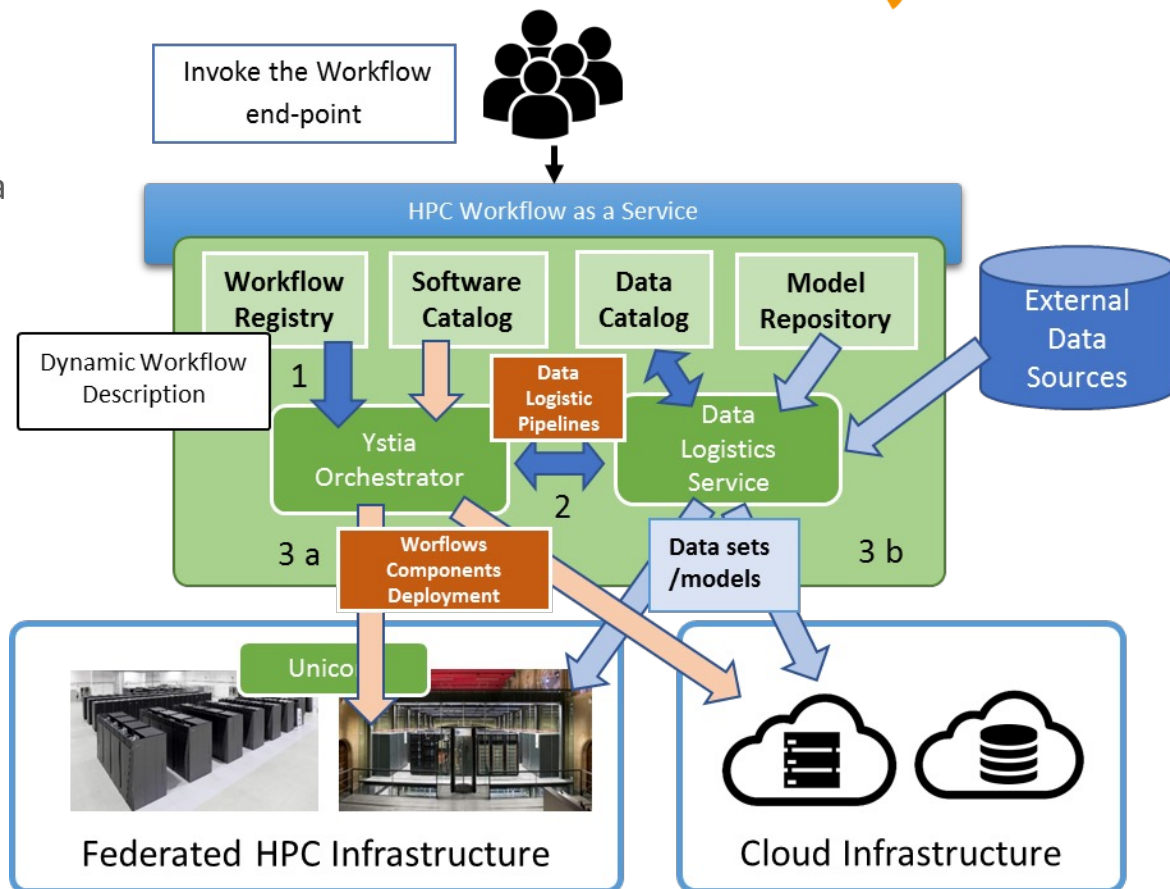 Invoke the Workflow
end-point
a
HPC Workflow as a Service
Workflow
Registry
Software
Catalog
Data
Catalog
Model
Repository
External
Data
Sources
Dynamic Workflow
Description
1
Data
Logistic
Pipelines
Ystia
Orchestrator
Data
Logistics
Service
2
3 a
Worflows
Components
Deployment
Data sets
/models
3 b
Unico
Federated HPC Infrastructure
Cloud Infrastructure